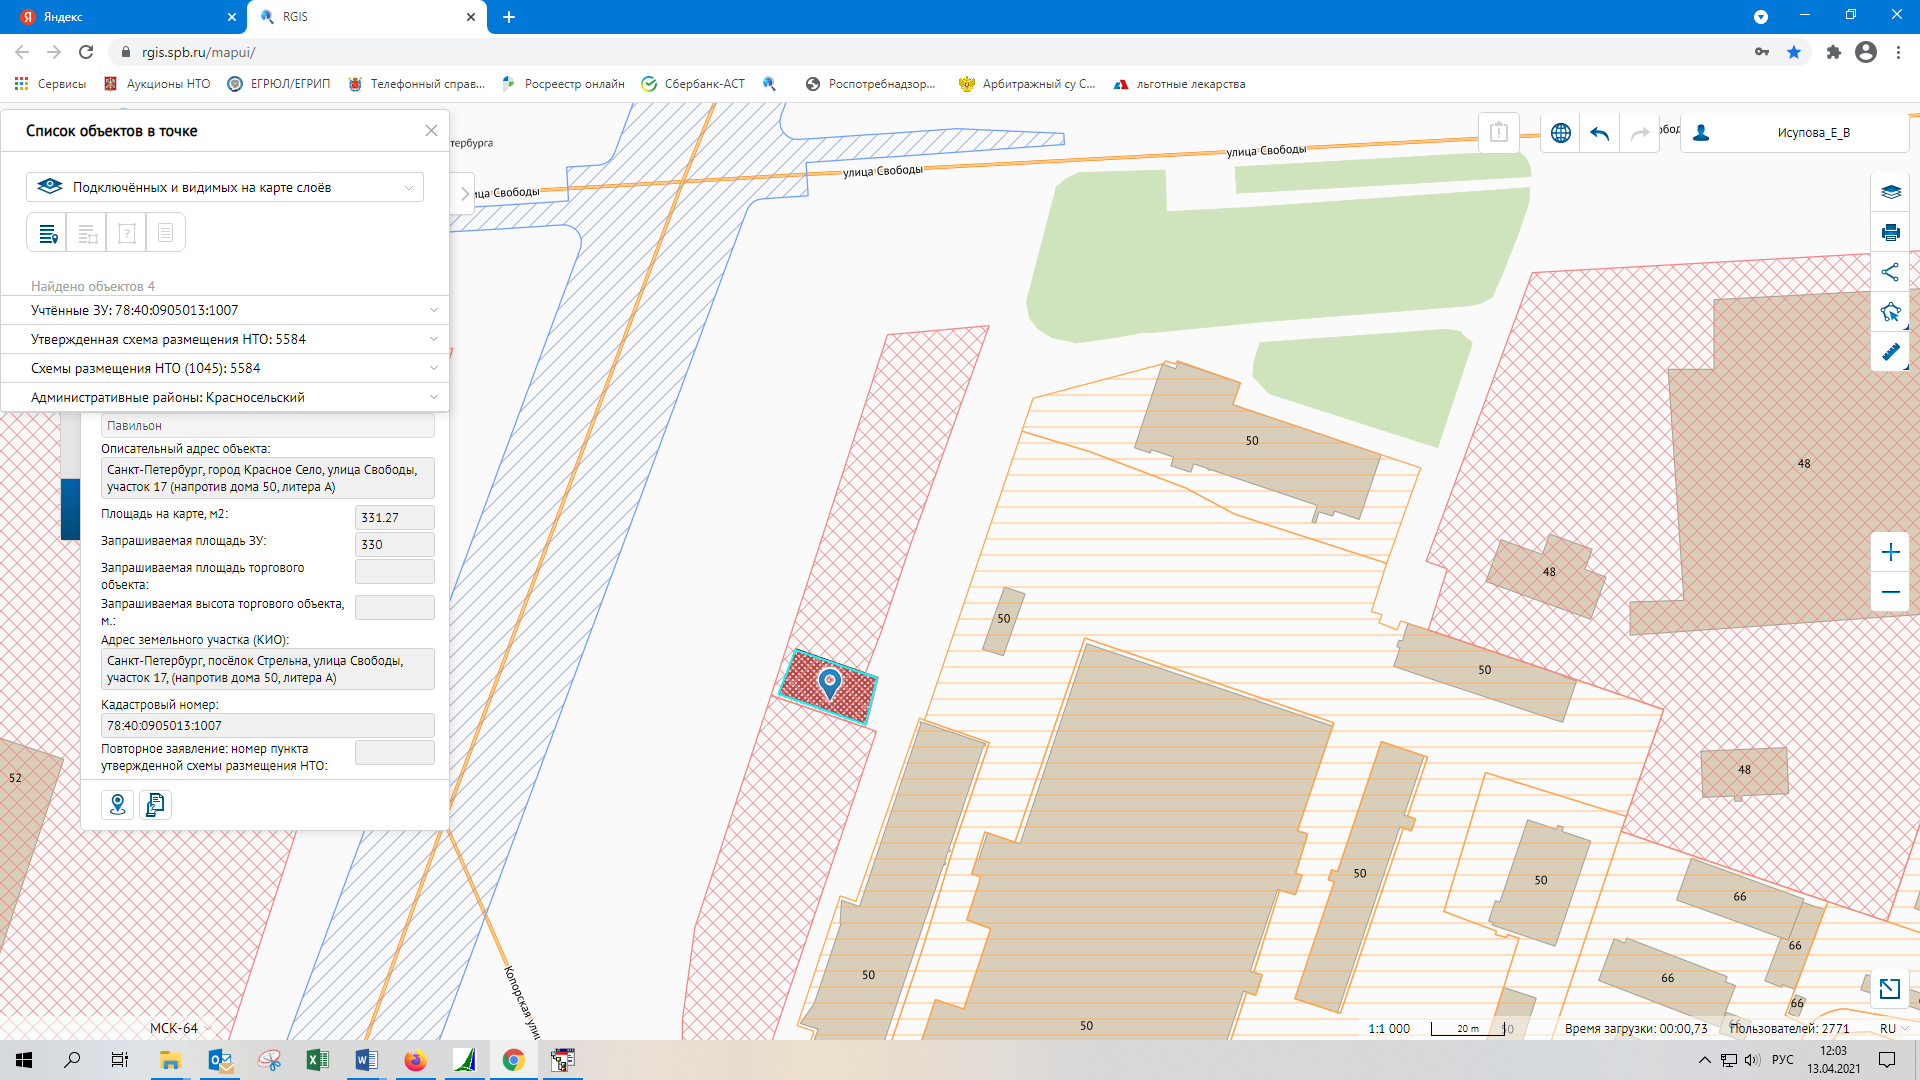 Яндекс
RGIS
rgis.spb.ru/mapui/
Сервисы
Аукционы НТО
ЕГРЮЛ/ЕГРИП
Телефонный справ...
Росреестр онлайн
Сбербанк-АСТ
Роспотребнадзор...
Арбитражный су С...
льготные лекарства
Список объектов в точке
Подключённых и видимых на карте слоёв
Найдено объектов 4
Учтённые ЗУ: 78:40:0905013:1007
Утвержденная схема размещения НТО: 5584
Схемы размещения НТО (1045): 5584
Административные районы: Красносельский
Павильон
Описательный адрес объекта:
Санкт-Петербург, город Красное Село, улица Свободы,
участок 17 (напротив дома 50, литера А)
Площадь на карте, м2:
331.27
Запрашиваемая площадь ЗУ:
330
Запрашиваемая площадь торгового
объекта:
Запрашиваемая высота торгового объекта,
м.:
Адрес земельного участка (КИО):
Санкт-Петербург, посёлок Стрельна, улица Свободы,
участок 17, (напротив дома 50, литера А)
Кадастровый номер:
78:40:0905013:1007
Повторное заявление: номер пункта
утвержденной схемы размещения НТО:
тербурга
ица Свободы
улица Свободы
улица Свободы
обод
Исупова_Е_В
50
48
48
50
50
48
52
50
50
66
66
66
66
50
50
50
Копорская улиц
МСК-64
1:1 000
20 m
Время загрузки: 00:00,73
Пользователей: 2771
RU
РУС
12:03
13.04.2021